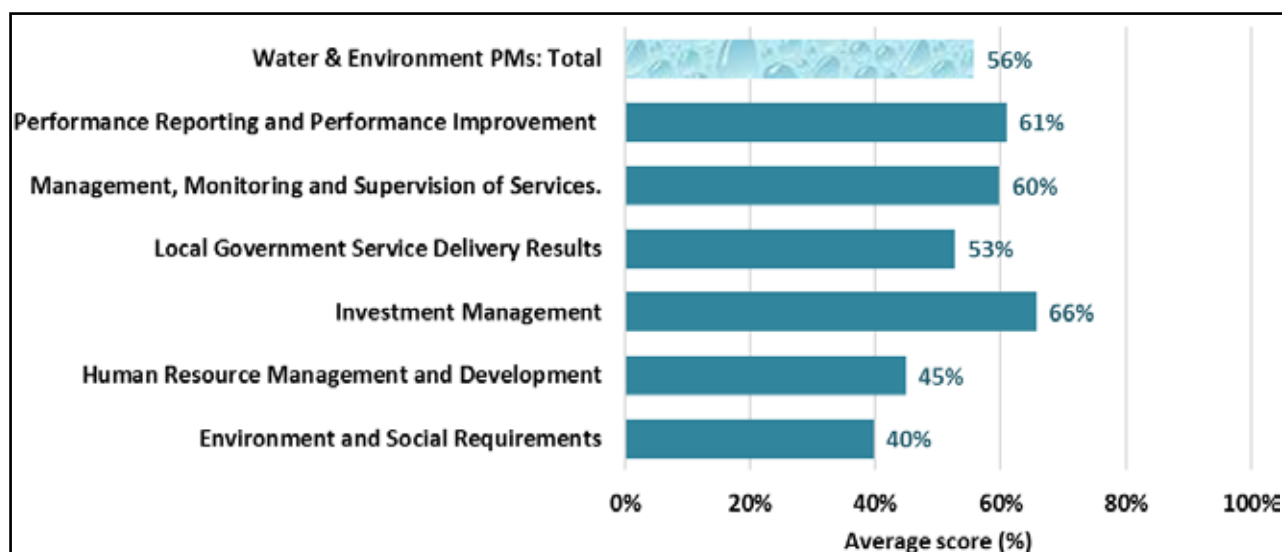 Water & Environment PMs: Total 56%
Performance Reporting and Performance Improvement 61%
Management, Monitoring and Supervision of Services. 60%
Local Government Service Delivery Results 53%
Investment Management 66%
Human Resource Management and Development 45%
Environment and Social Requirements 40%
0% 20% 40% 60% 80% 100%
Average score (%)